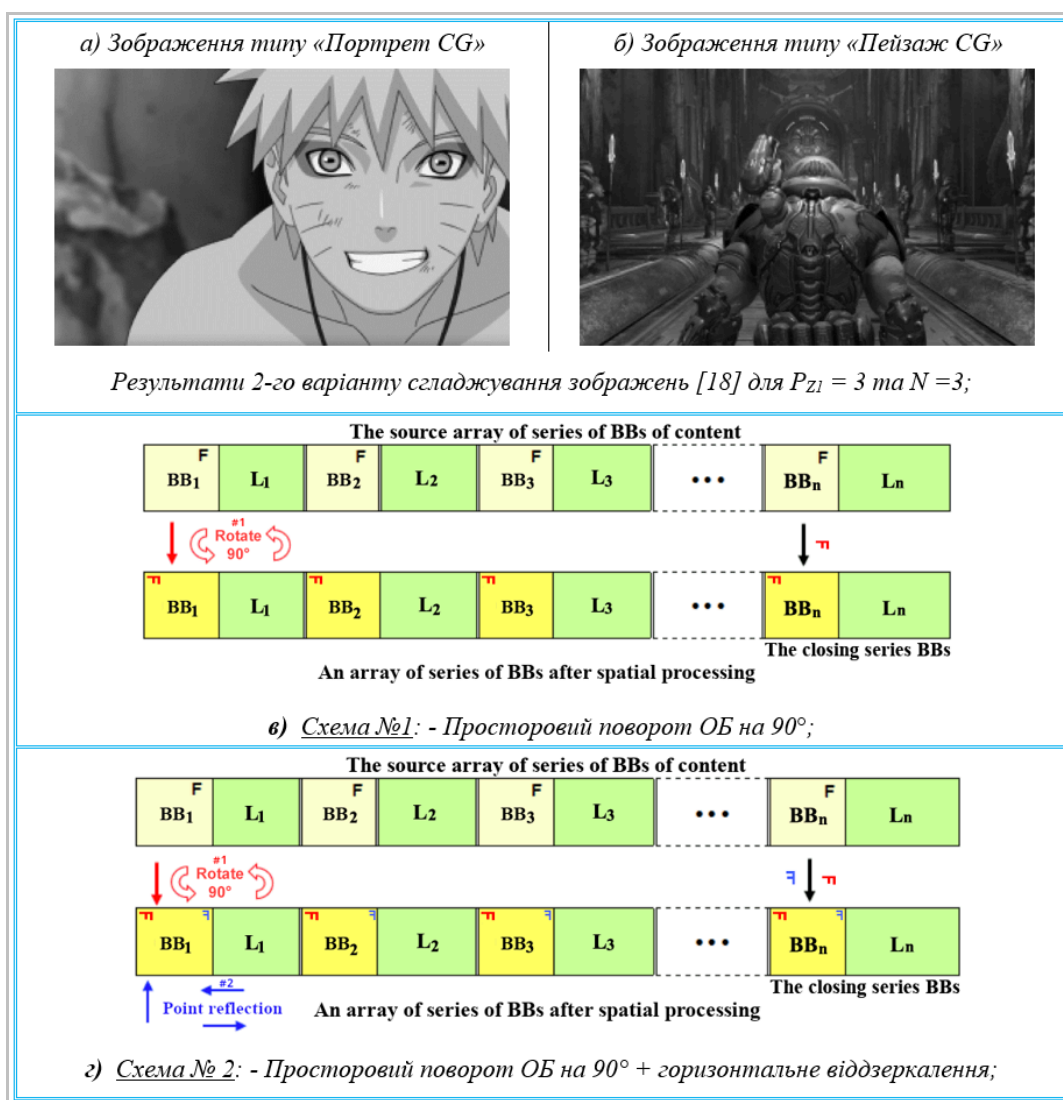 а) Зображення типу «Портрет CG»
б) Зображення типу «Пейзаж CG»
Результати 2-го варіанту сгладжування зображень [18] для PZ1 = 3 та N =3;
The source array of series of BBs of content
F F F F
BB1 L1 BB2 L2 BB3 L3 ••• BBn Ln
#1
Rotate
90°
F
F F F F
BB1 L1 BB2 L2 BB3 L3 ••• BBn Ln
The closing series BBs
An array of series of BBs after spatial processing
в) Схема №1: - Просторовий поворот ОБ на 90°;
The source array of series of BBs of content
F F F F
BB1 L1 BB2 L2 BB3 L3 ••• BBn Ln
#1
Rotate
90°
F F
F F F F F F F F
BB1 L1 BB2 L2 BB3 L3 ••• BBn Ln
#2
Point reflection
The closing series BBs
An array of series of BBs after spatial processing
г) Схема № 2: - Просторовий поворот ОБ на 90° + горизонтальне віддзеркалення;